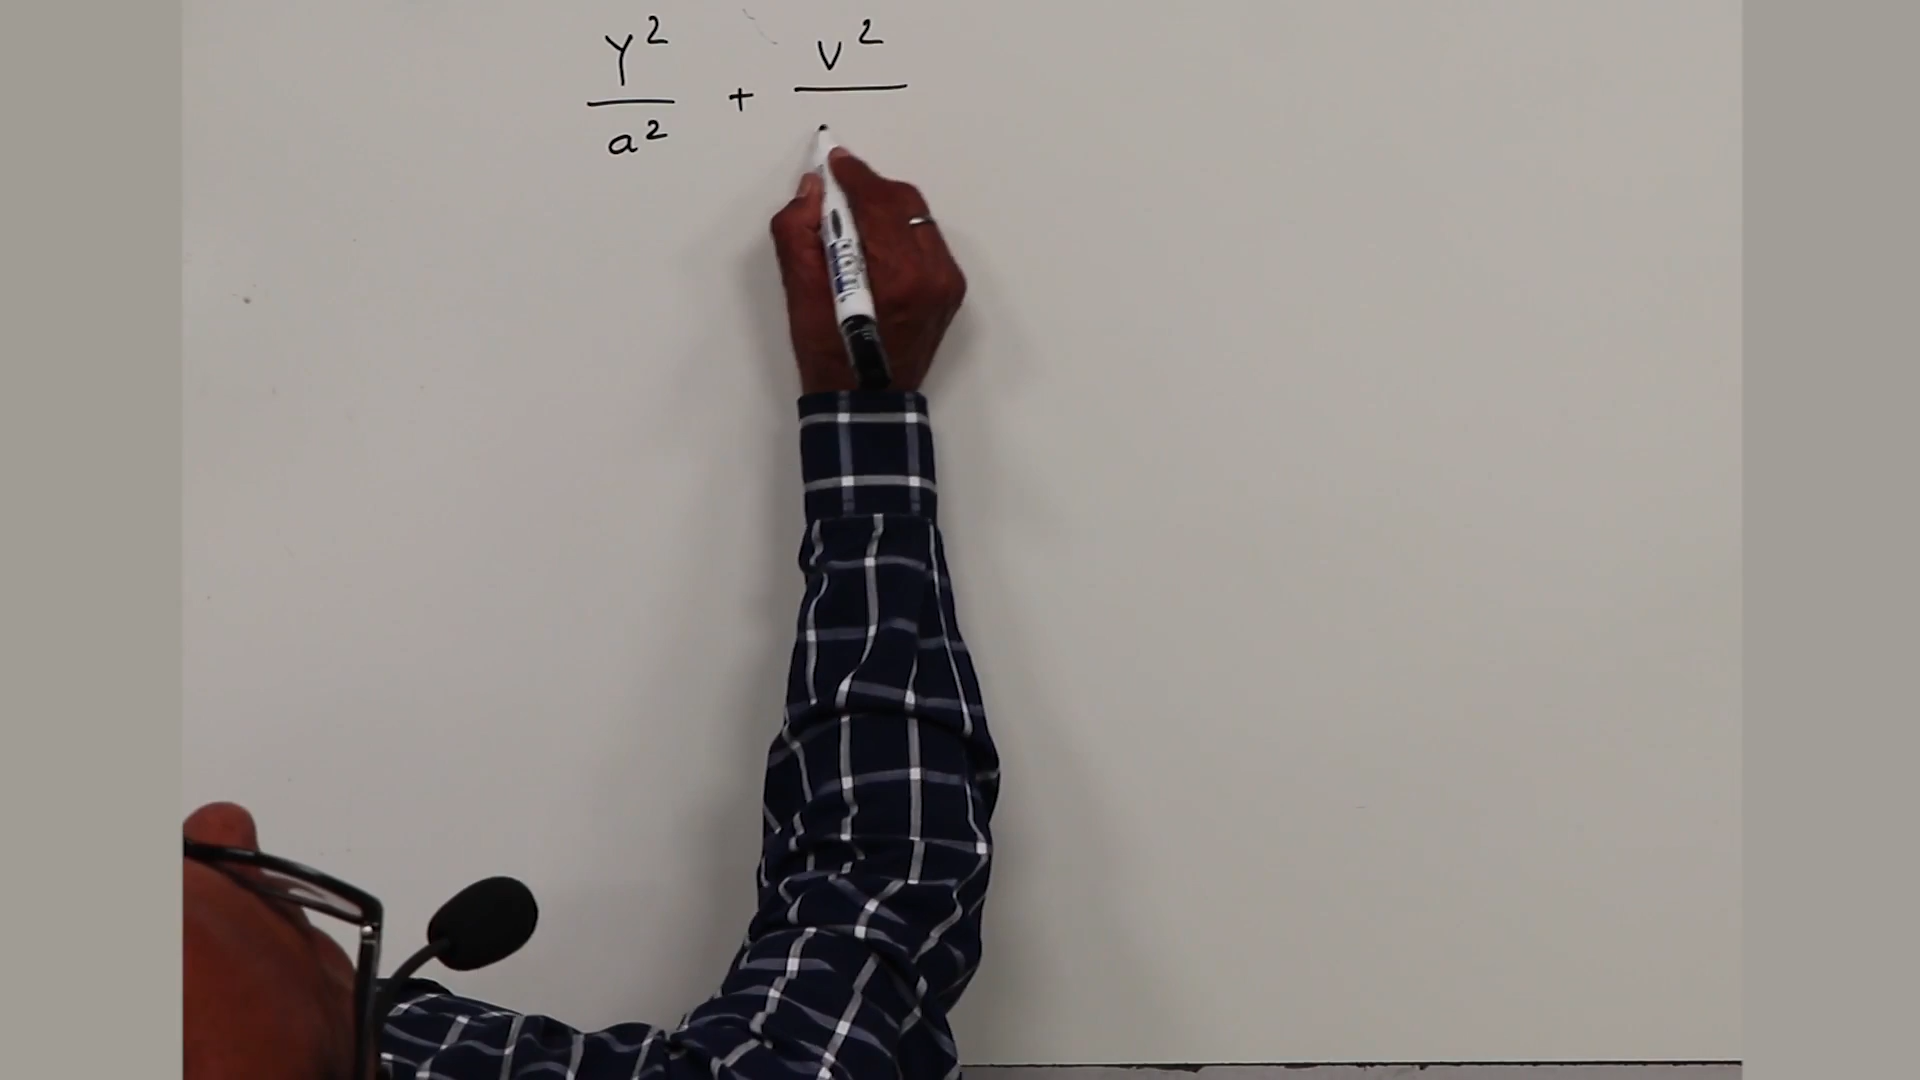 y² / a² + v² /